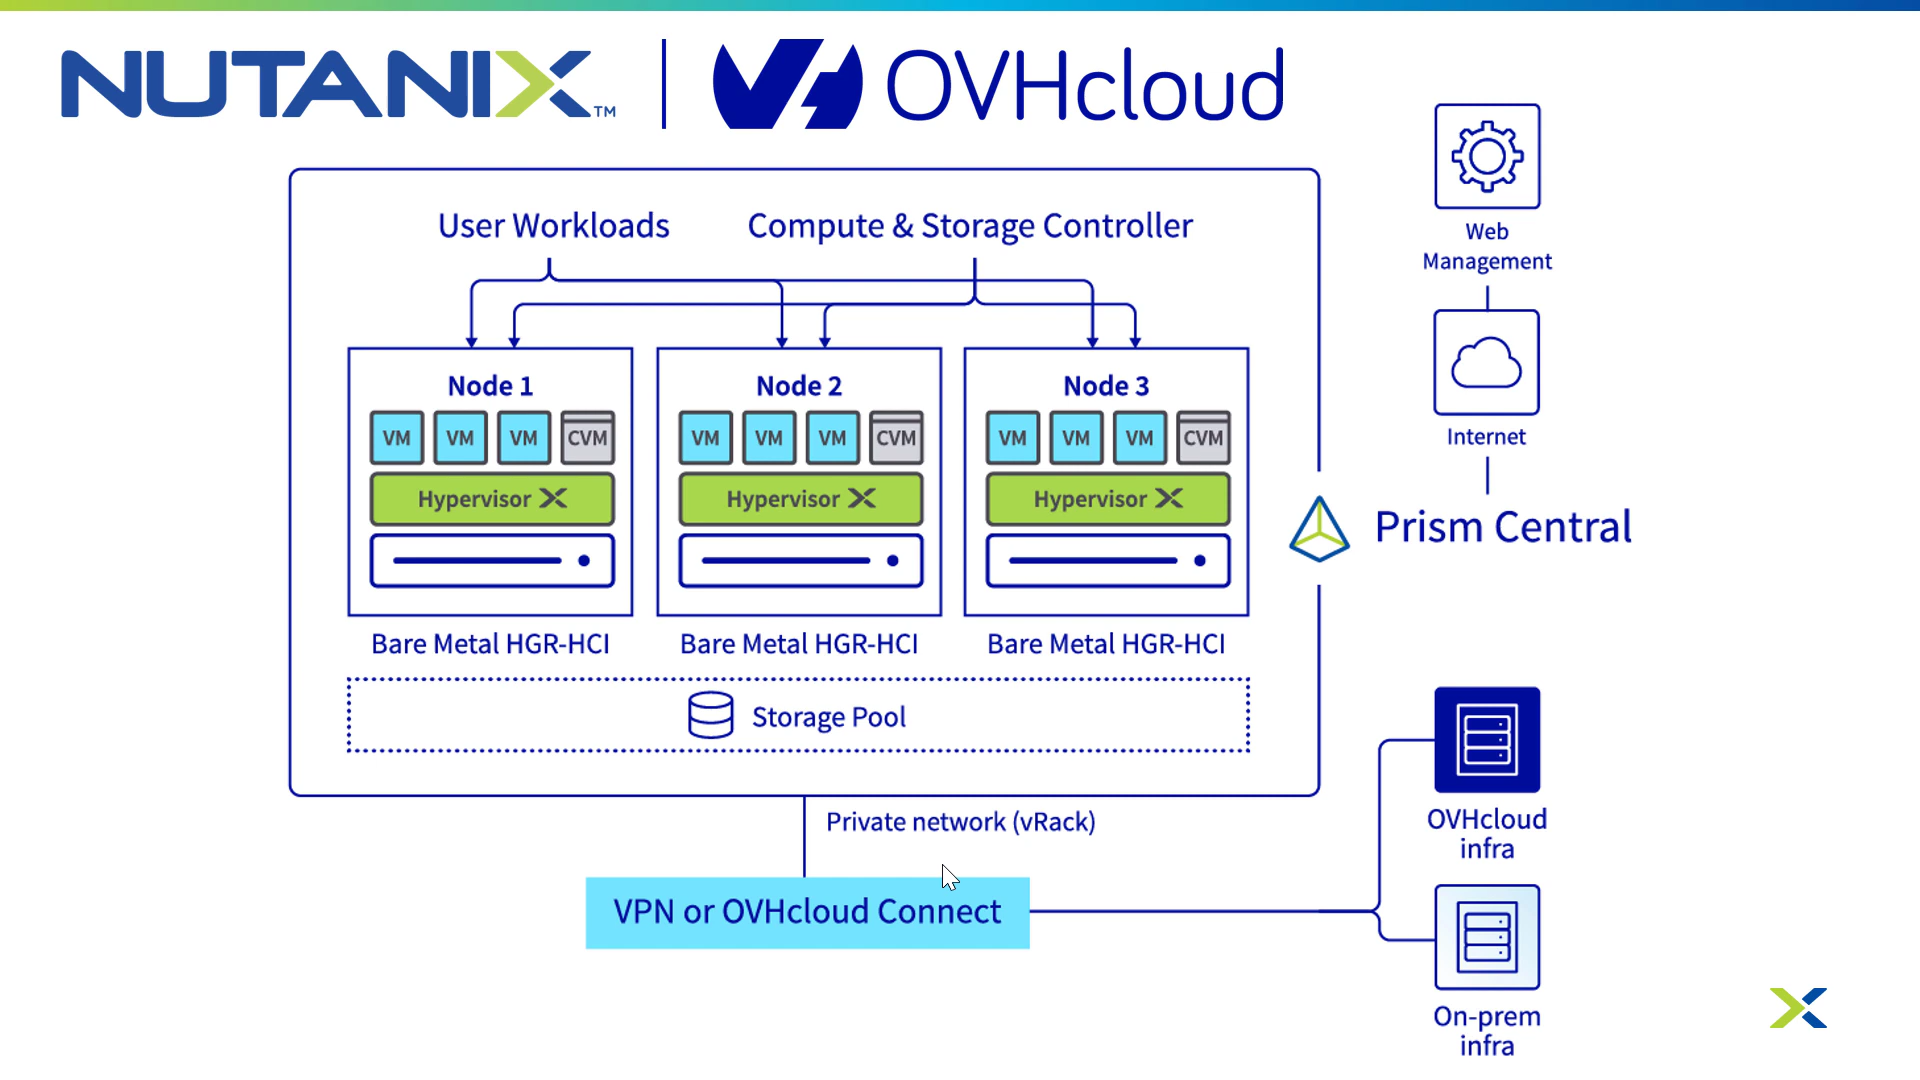 NUTANIX™
OVHcloud
User Workloads
Compute & Storage Controller
Node 1
VM VM VM CVM
Hypervisor
Bare Metal HGR-HCI
Node 2
VM VM VM CVM
Hypervisor
Bare Metal HGR-HCI
Node 3
VM VM VM CVM
Hypervisor
Bare Metal HGR-HCI
Storage Pool
Private network (vRack)
VPN or OVHcloud Connect
Web
Management
Internet
Prism Central
OVHcloud
infra
On-prem
infra